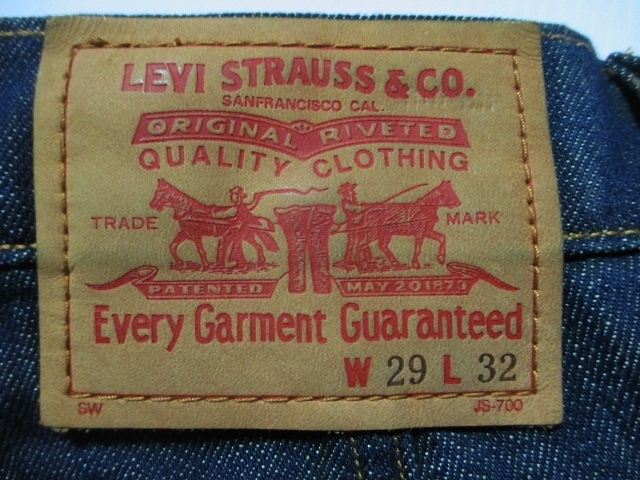 LEVI STRAUSS & CO.
SANFRANCISCO CAL.
ORIGINAL RIVETED
QUALITY CLOTHING
TRADE MARK
PATENTED MAY 20 1873
Every Garment Guaranteed
W 29 L 32
SW JS-700